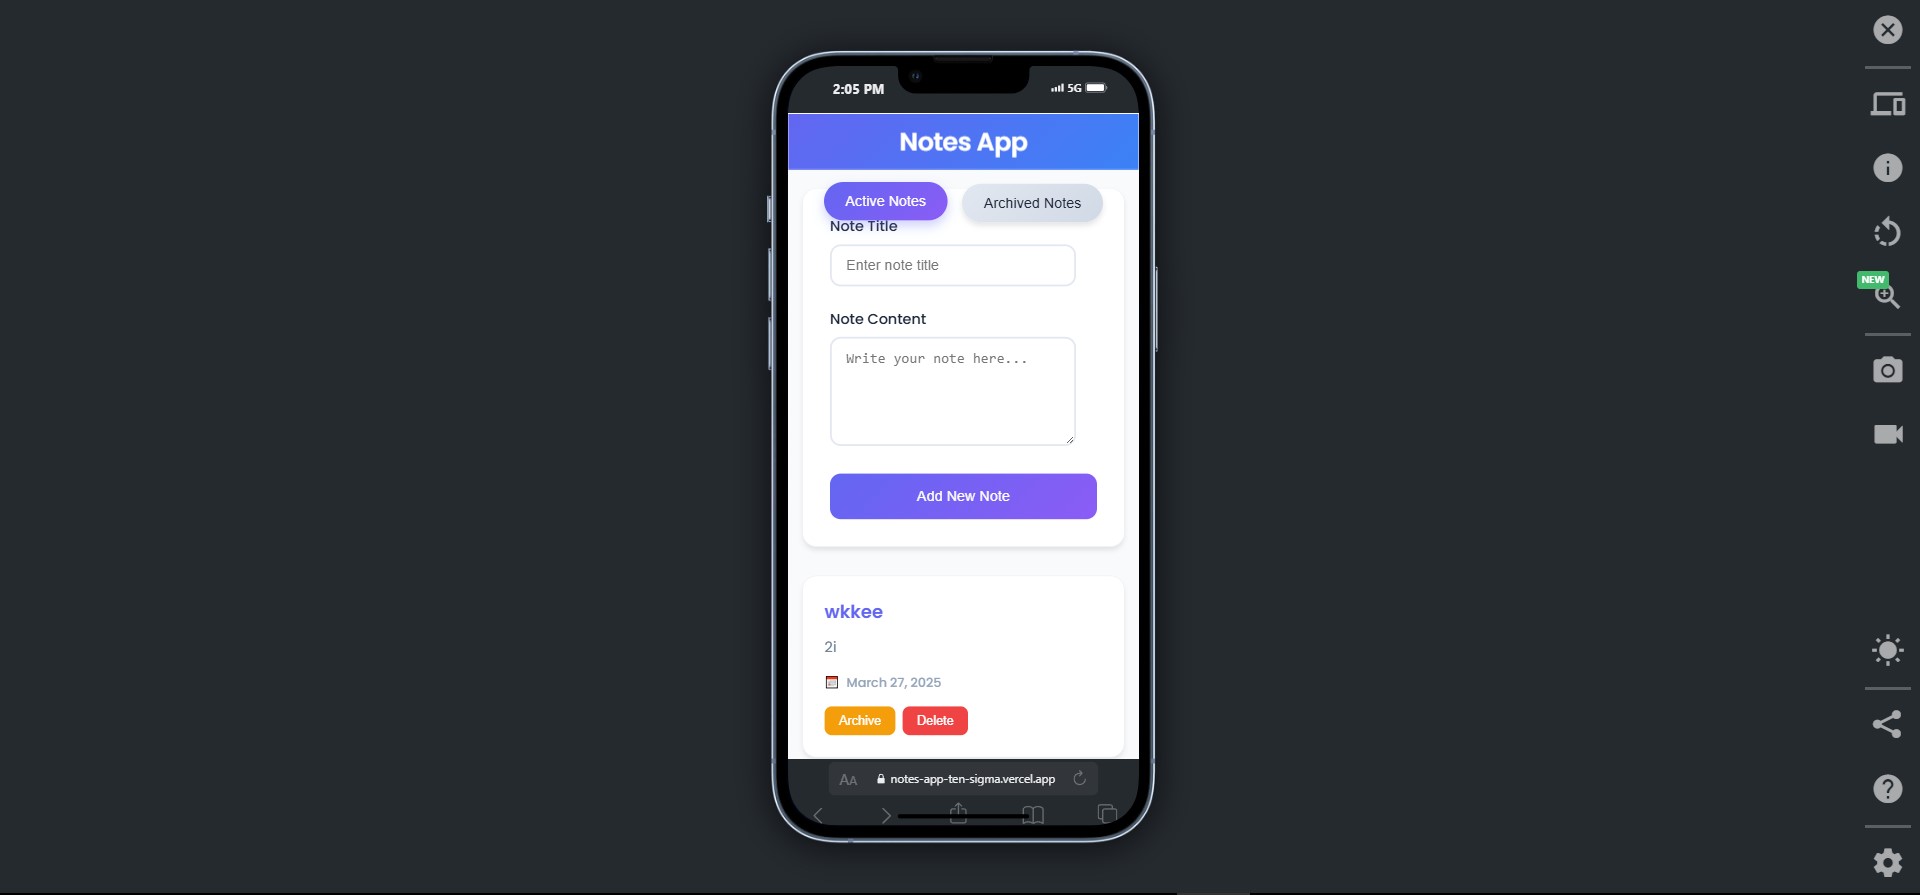 2:05 PM
5G
Notes App
Active Notes
Archived Notes
Note Title
Enter note title
Note Content
Write your note here...
Add New Note
wkkee
2i
March 27, 2025
Archive
Delete
AA
notes-app-ten-sigma.vercel.app
NEW